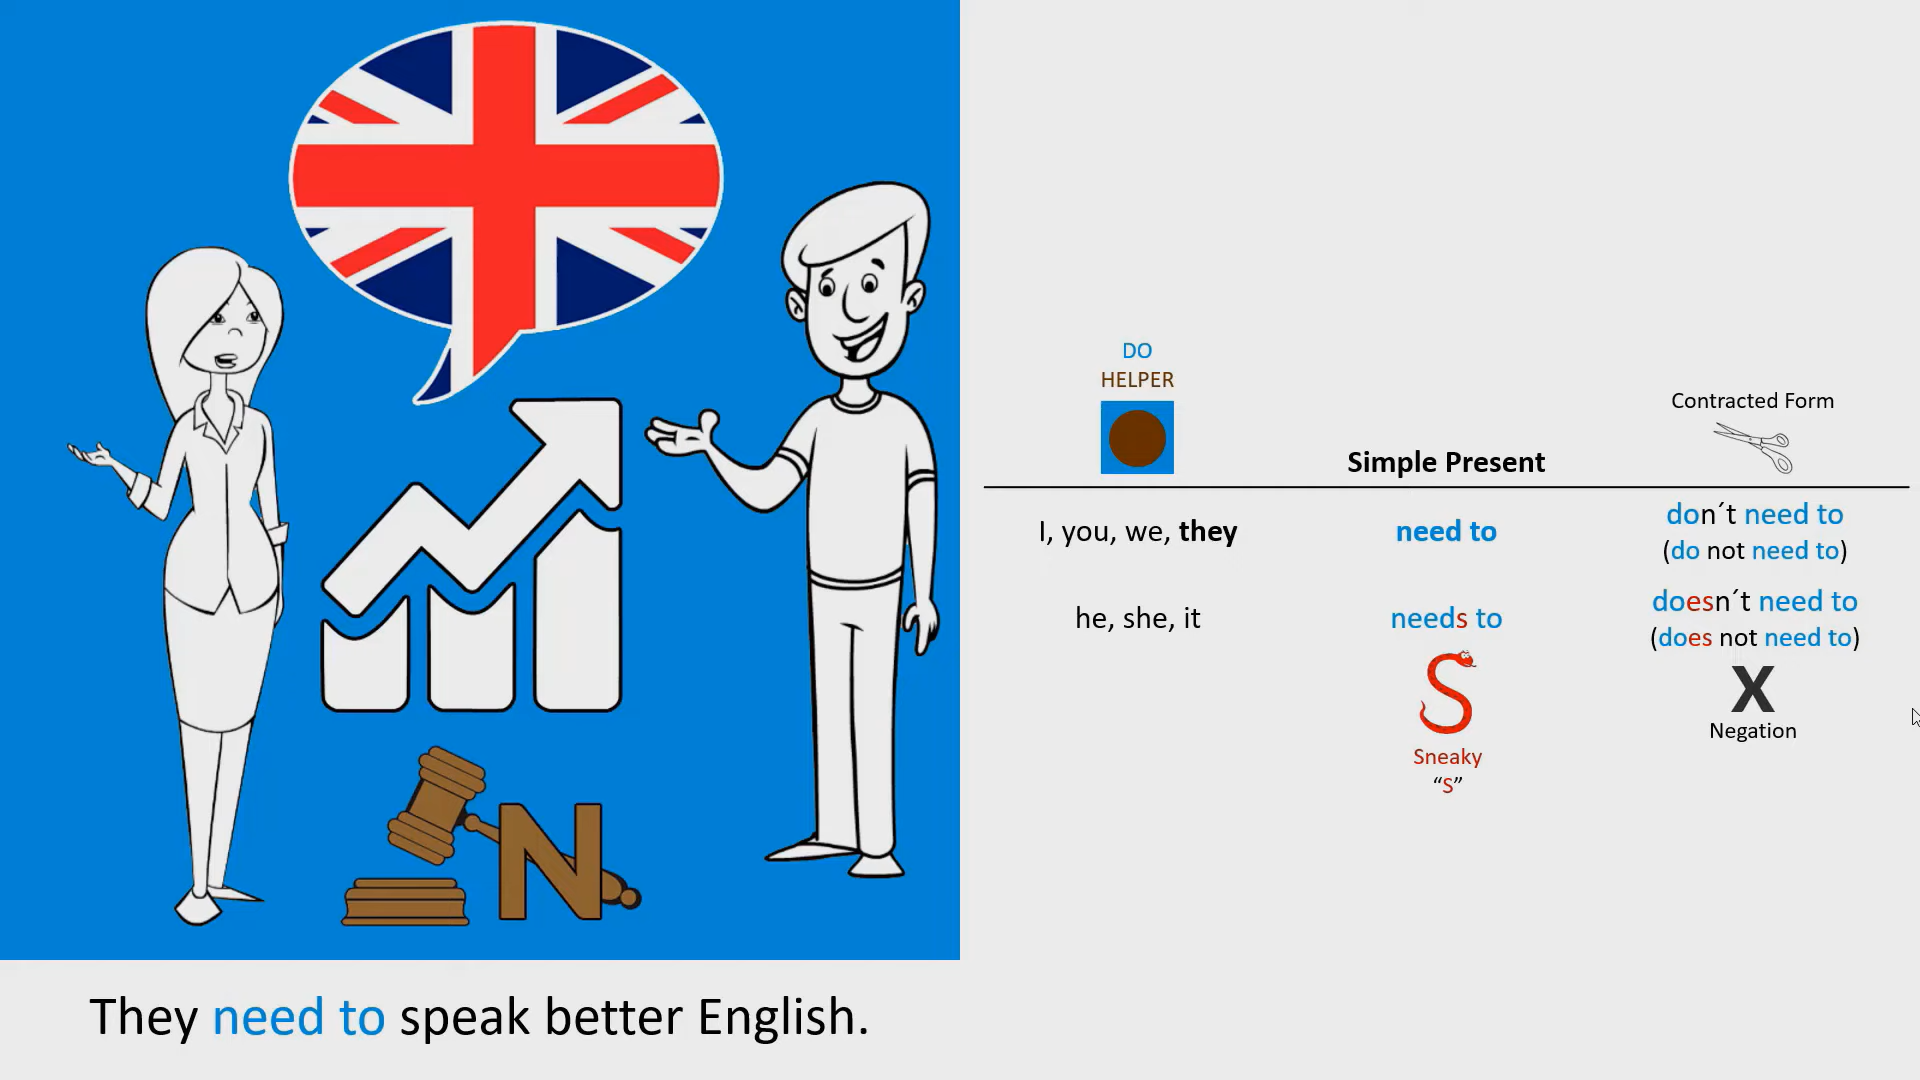 N
They need to speak better English.
DO
HELPER
Contracted Form
Simple Present
I, you, we, they need to don´t need to
(do not need to)
he, she, it needs to doesn´t need to
(does not need to)
X
Negation
Sneaky
“S”